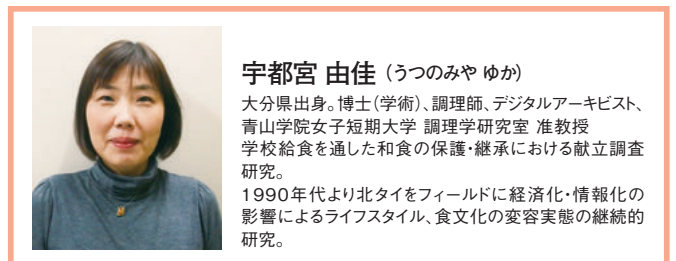 宇都宮 由佳 (うつのみや ゆか)
大分県出身。博士(学術)、調理師、デジタルアーキビスト、
青山学院女子短期大学 調理学研究室 准教授
学校給食を通した和食の保護・継承における献立調査
研究。
1990年代より北タイをフィールドに経済化・情報化の
影響によるライフスタイル、食文化の変容実態の継続的
研究。